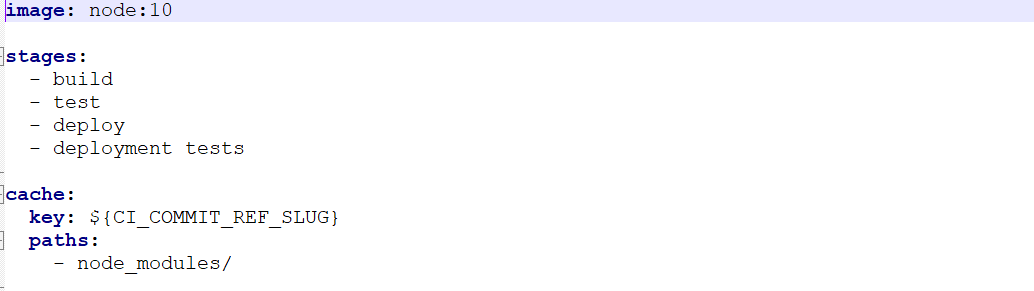 image: node:10
stages:
  - build
  - test
  - deploy
  - deployment tests
cache:
  key: ${CI_COMMIT_REF_SLUG}
  paths:
    - node_modules/